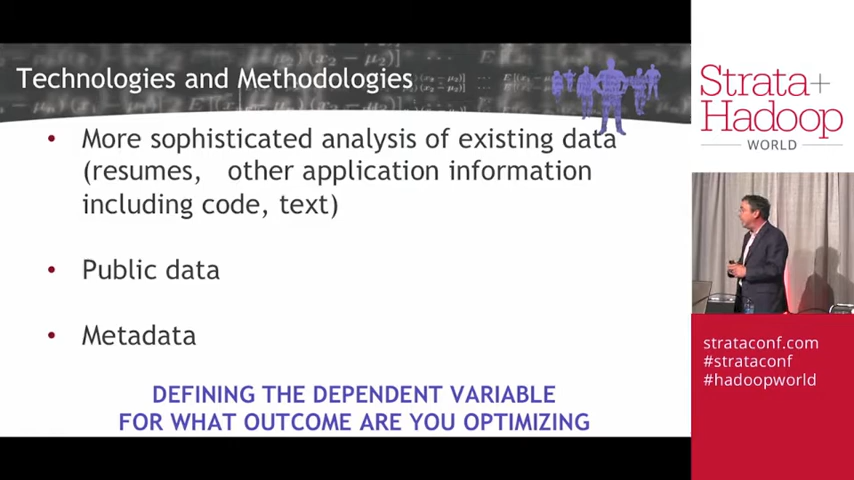 Technologies and Methodologies
• More sophisticated analysis of existing data
(resumes, other application information
including code, text)
• Public data
• Metadata
DEFINING THE DEPENDENT VARIABLE
FOR WHAT OUTCOME ARE YOU OPTIMIZING
Strata+
Hadoop
WORLD
strataconf.com
#strataconf
#hadoopworld